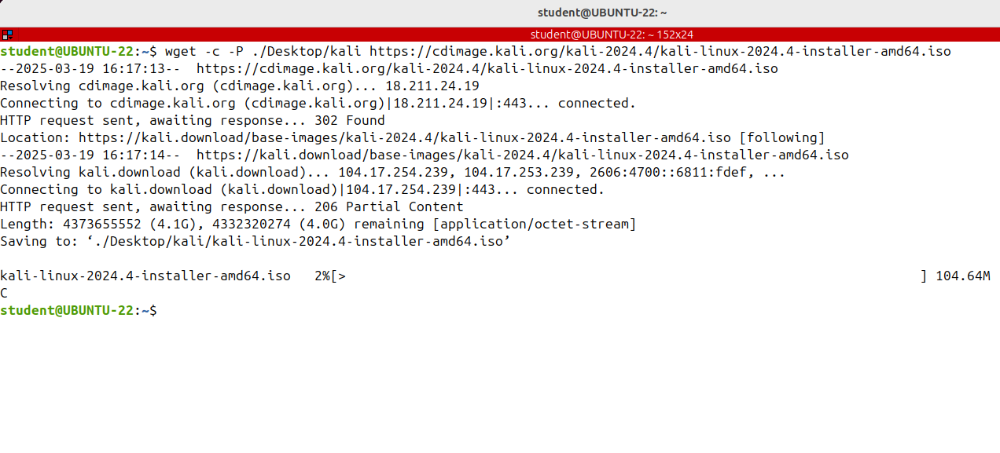 student@UBUNTU-22: ~
student@UBUNTU-22: ~ 152x24
student@UBUNTU-22:~$ wget -c -P ./Desktop/kali https://cdimage.kali.org/kali-2024.4/kali-linux-2024.4-installer-amd64.iso
--2025-03-19 16:17:13--  https://cdimage.kali.org/kali-2024.4/kali-linux-2024.4-installer-amd64.iso
Resolving cdimage.kali.org (cdimage.kali.org)... 18.211.24.19
Connecting to cdimage.kali.org (cdimage.kali.org)|18.211.24.19|:443... connected.
HTTP request sent, awaiting response... 302 Found
Location: https://kali.download/base-images/kali-2024.4/kali-linux-2024.4-installer-amd64.iso [following]
--2025-03-19 16:17:14--  https://kali.download/base-images/kali-2024.4/kali-linux-2024.4-installer-amd64.iso
Resolving kali.download (kali.download)... 104.17.254.239, 104.17.253.239, 2606:4700::6811:fdef, ...
Connecting to kali.download (kali.download)|104.17.254.239|:443... connected.
HTTP request sent, awaiting response... 206 Partial Content
Length: 4373655552 (4.1G), 4332320274 (4.0G) remaining [application/octet-stream]
Saving to: ‘./Desktop/kali/kali-linux-2024.4-installer-amd64.iso’
kali-linux-2024.4-installer-amd64.iso   2%[>                                                                          ] 104.64M
C
student@UBUNTU-22:~$